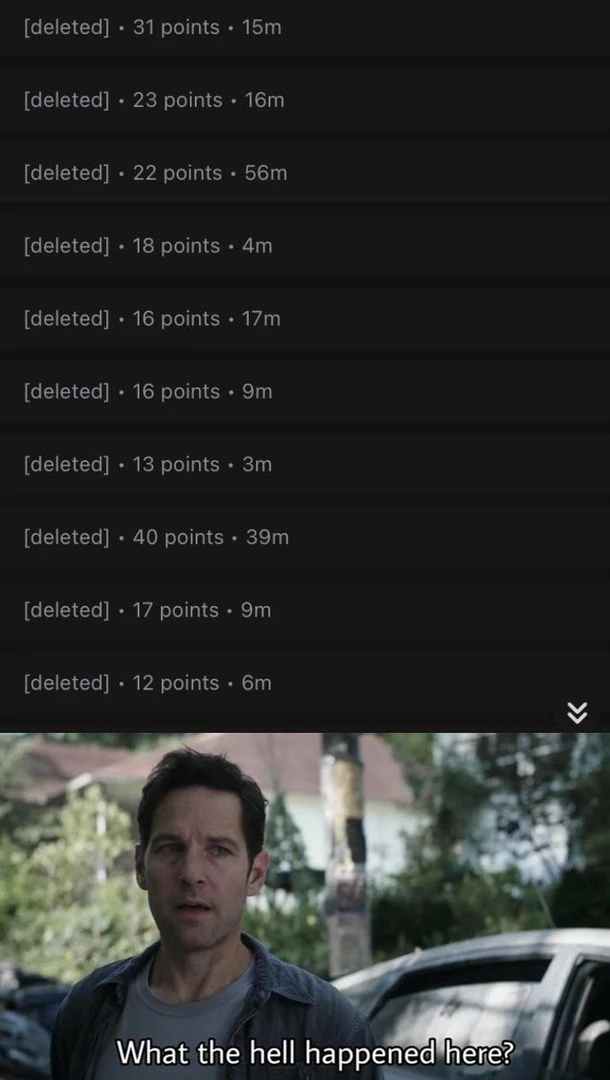 [deleted] • 31 points • 15m
[deleted] • 23 points • 16m
[deleted] • 22 points • 56m
[deleted] • 18 points • 4m
[deleted] • 16 points • 17m
[deleted] • 16 points • 9m
[deleted] • 13 points • 3m
[deleted] • 40 points • 39m
[deleted] • 17 points • 9m
[deleted] • 12 points • 6m
What the hell happened here?